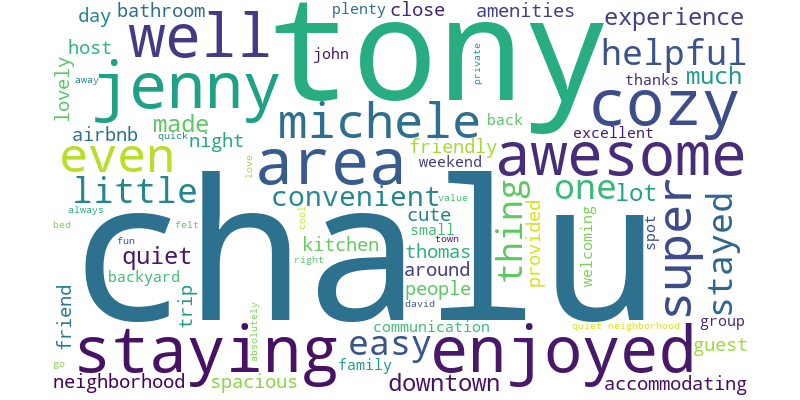 day
bathroom
plenty
close
amenities
experience
host
well
tony
john
private
helpful
lovely
away
jenny
thanks
much
cozy
airbnb
made
night
quick
michele
back
excellent
even
area
love
friendly
weekend
awesome
little
convenient
one
lot
always
chalu
cute
thing
provided
welcoming
super
stayed
bed
felt
cool
small
value
spot
fun
quiet
kitchen
right
thomas
town
backyard
around
people
david
friend
trip
absolutely
communication
quiet neighborhood
group
staying
easy
enjoyed
guest
go
family
neighborhood
spacious
downtown
accommodating